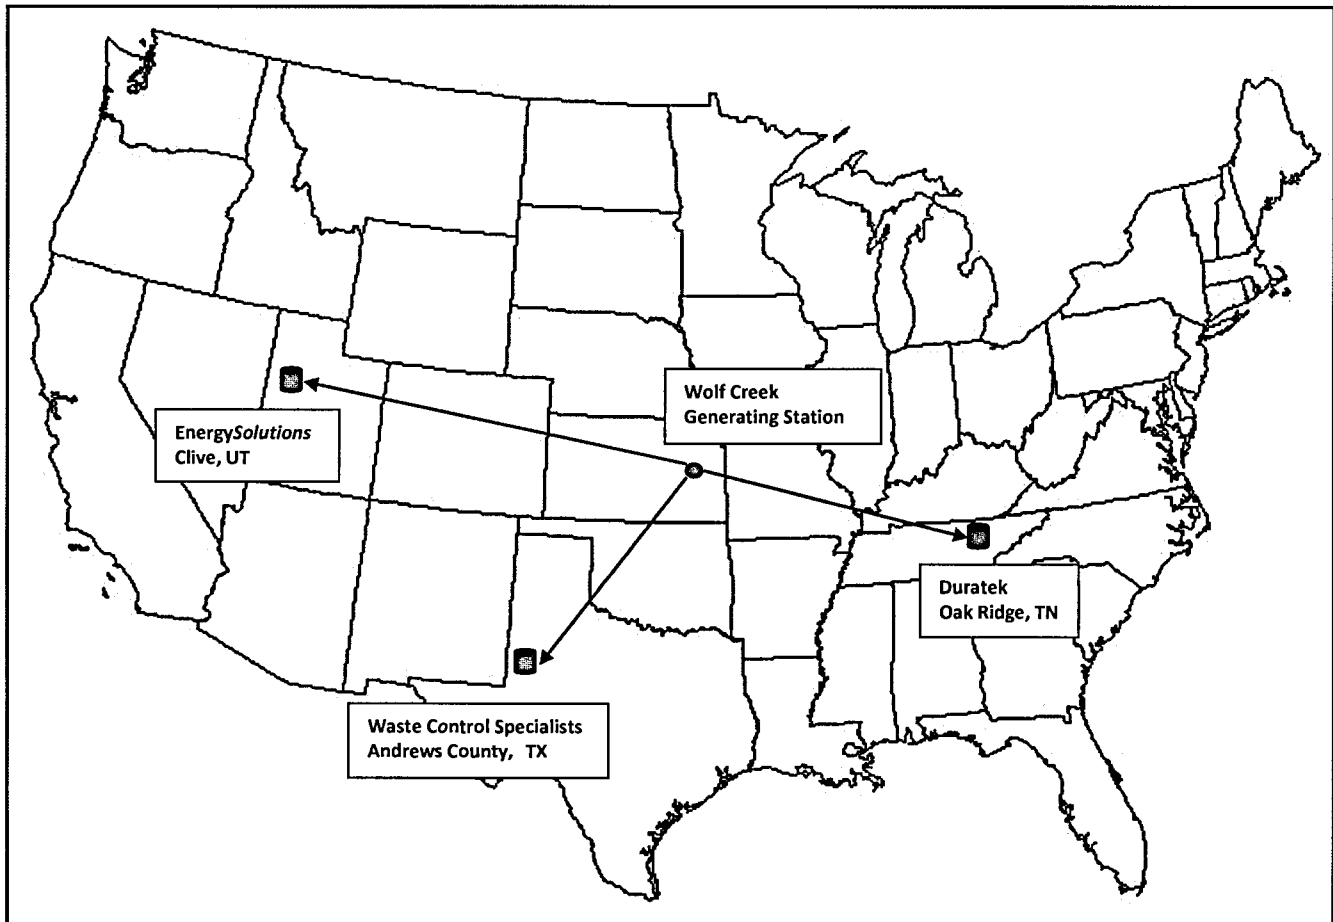 Wolf Creek
Generating Station
EnergySolutions
Clive, UT
Duratek
Oak Ridge, TN
Waste Control Specialists
Andrews County, TX